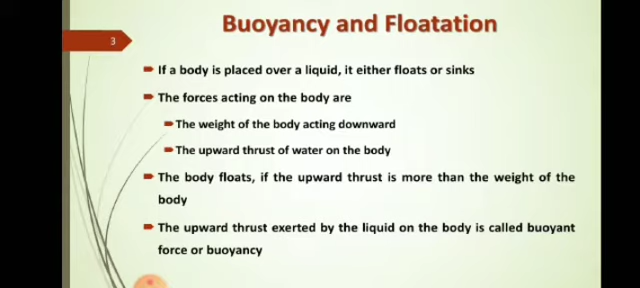 Buoyancy and Floatation
3
If a body is placed over a liquid, it either floats or sinks
The forces acting on the body are
The weight of the body acting downward
The upward thrust of water on the body
The body floats, if the upward thrust is more than the weight of the
body
The upward thrust exerted by the liquid on the body is called buoyant
force or buoyancy